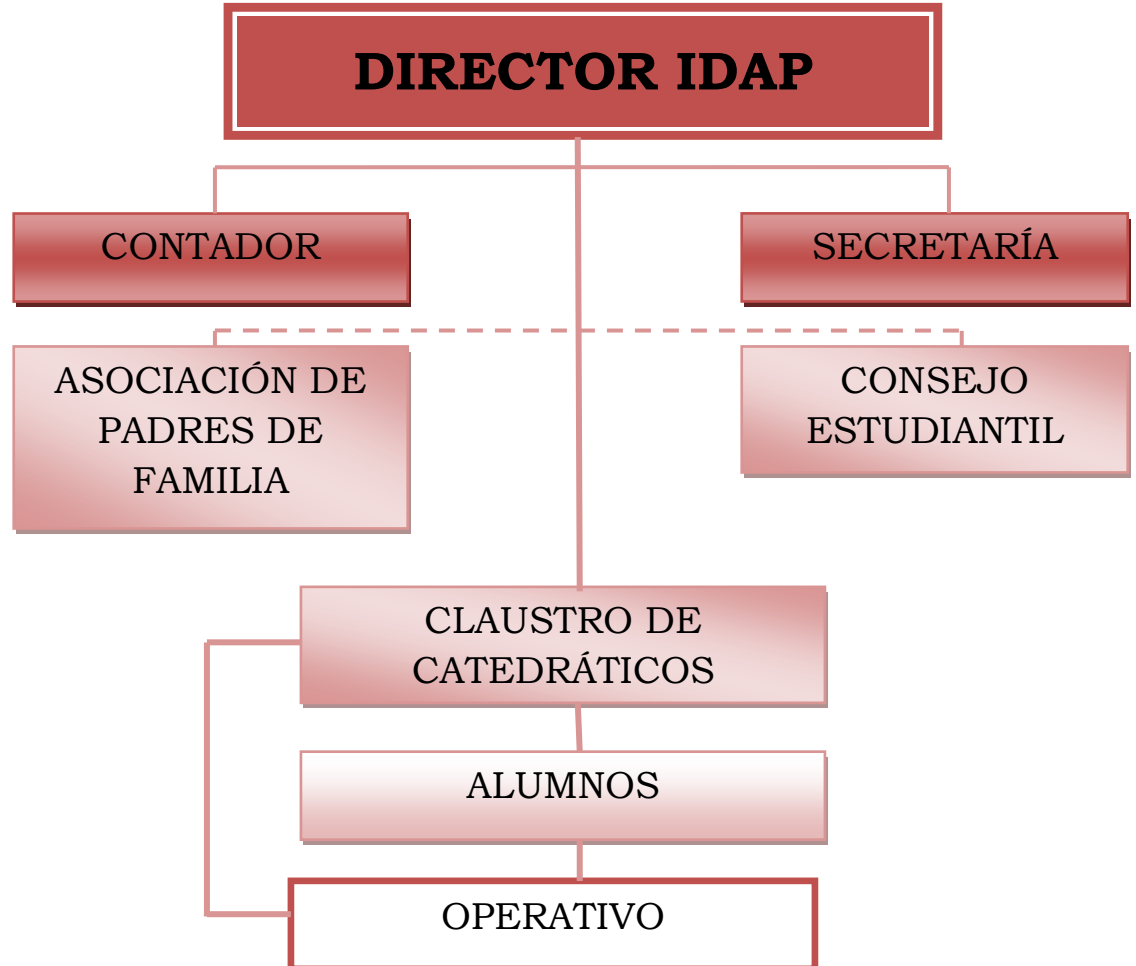 DIRECTOR IDAP
CONTADOR
SECRETARÍA
ASOCIACIÓN DE
PADRES DE
FAMILIA
CONSEJO
ESTUDIANTIL
CLAUSTRO DE
CATEDRÁTICOS
ALUMNOS
OPERATIVO